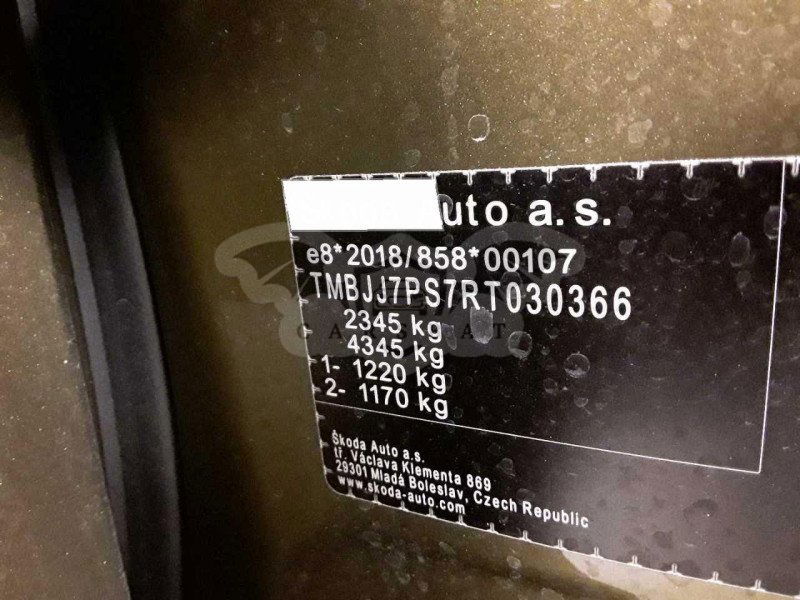 uto a.s.
e8*2018/858*00107
TMBJJ7PS7RT030366
2345 kg
4345 kg
1- 1220 kg
2- 1170 kg
Škoda Auto a.s.
tř. Václava Klementa 869
29301 Mladá Boleslav, Czech Republic
www.skoda-auto.com